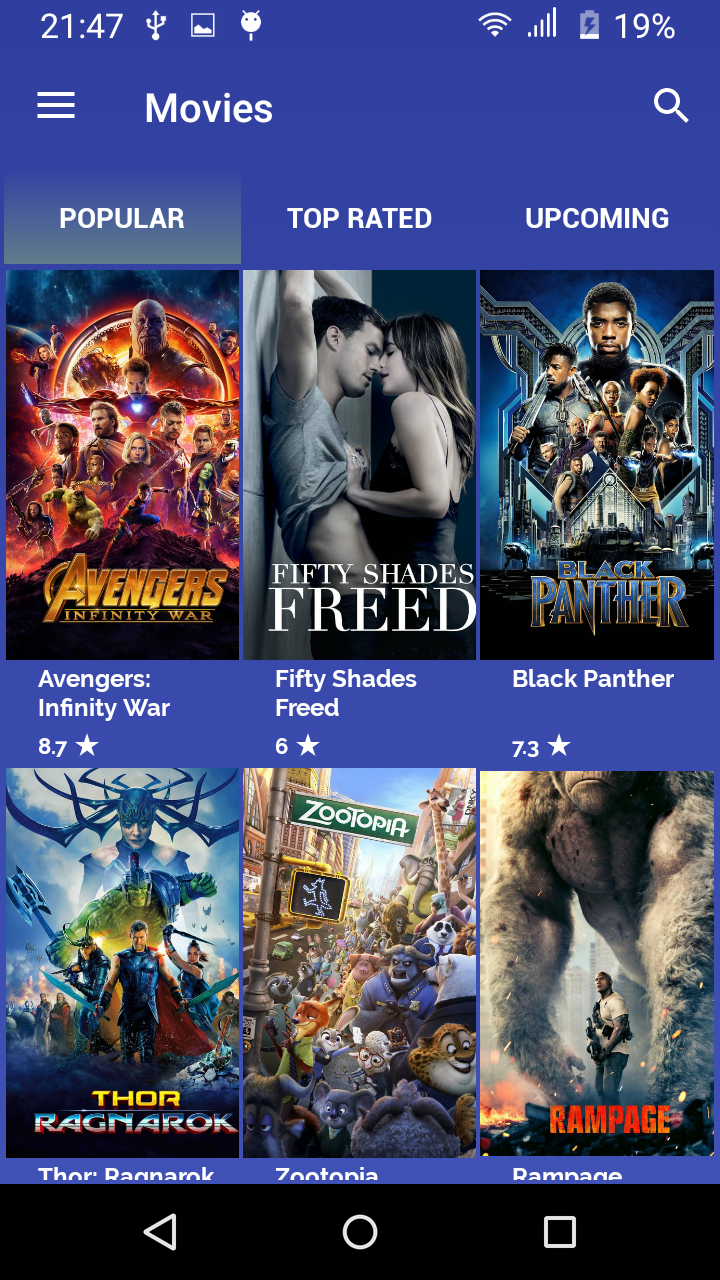 21:47
19%
Movies
POPULAR
TOP RATED
UPCOMING
AVENGERS
INFINITY WAR
FIFTY SHADES
FREED
BLACK
PANTHER
Avengers:
Infinity War
8.7 ★
Fifty Shades
Freed
6 ★
Black Panther
7.3 ★
THOR
RAGNAROK
ZOOTOPIA
RAMPAGE
Thor: Ragnarok
Zootopia
Rampage